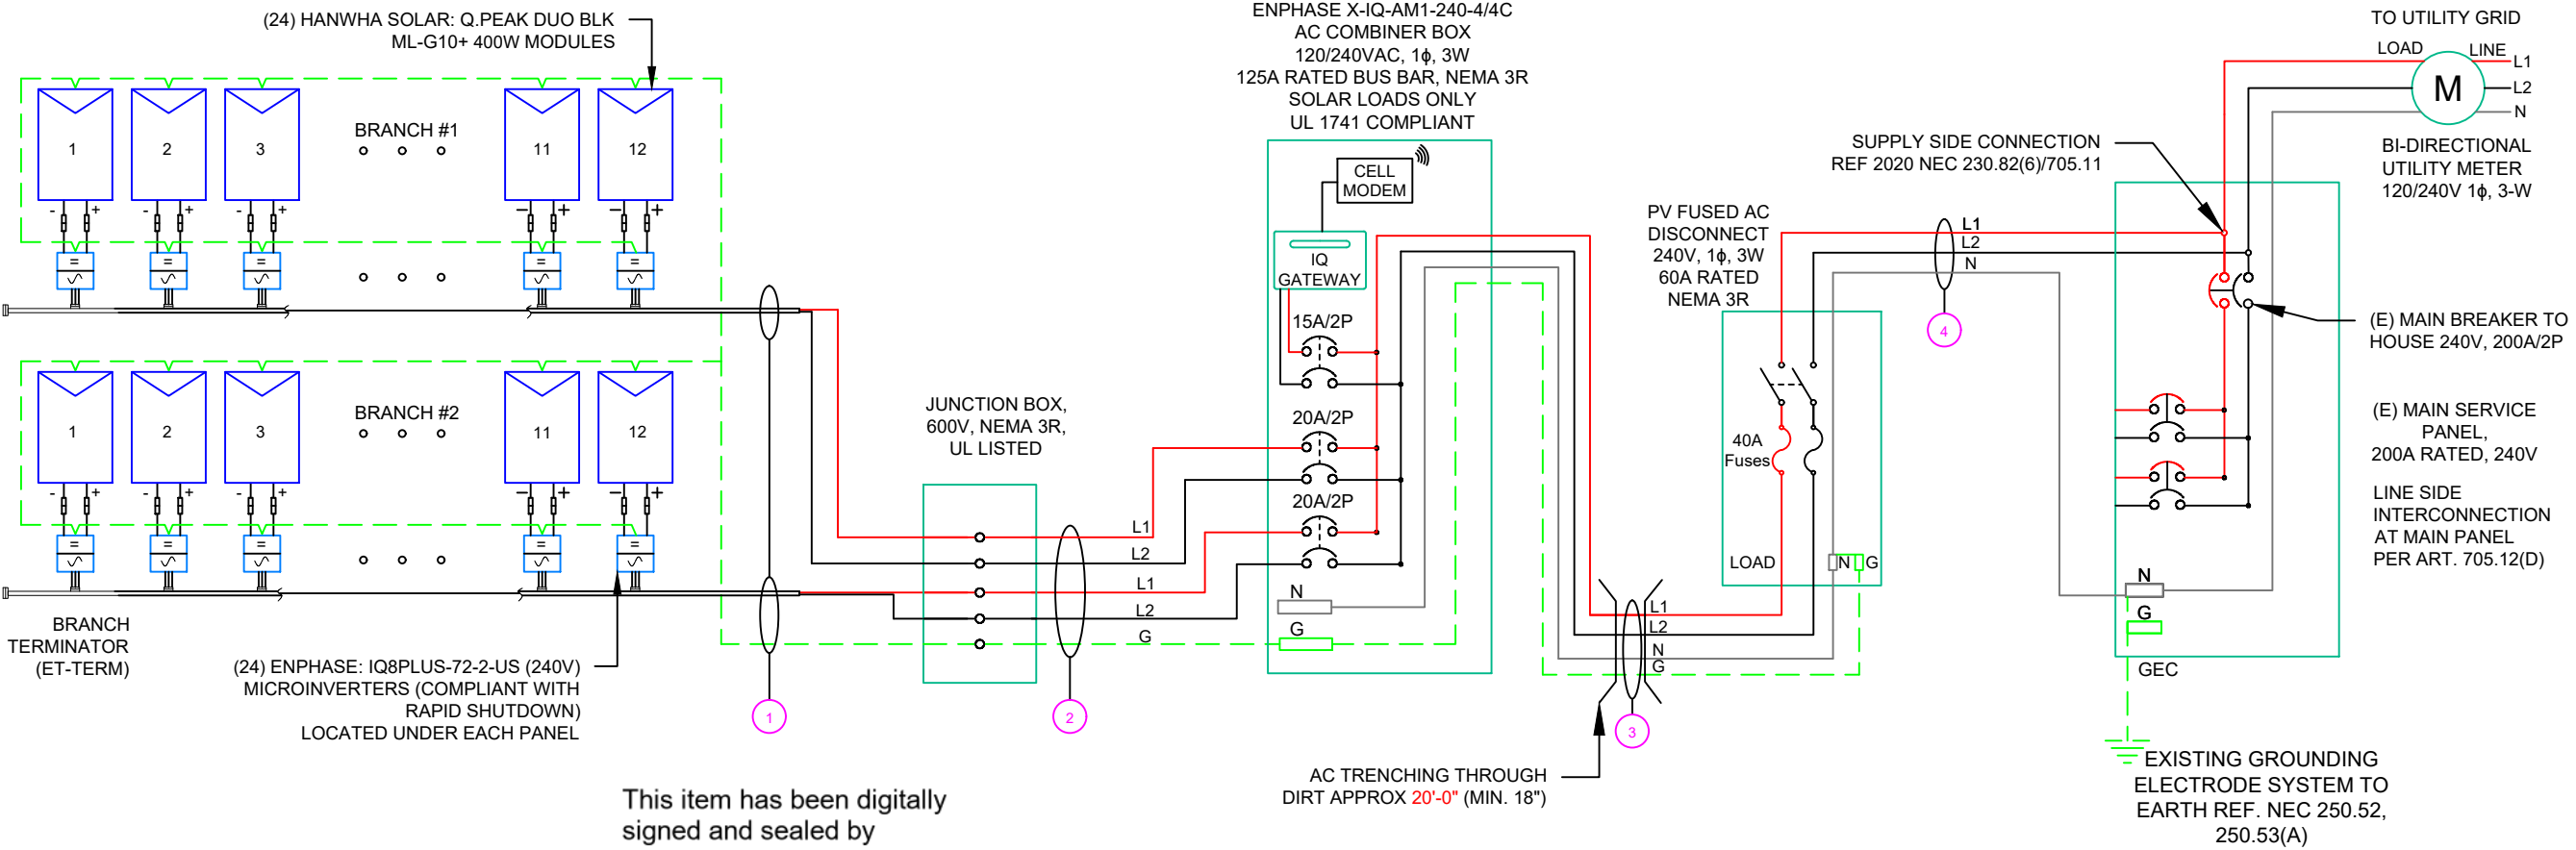 (24) HANWHA SOLAR: Q.PEAK DUO BLK
ML-G10+ 400W MODULES
1
2
3
BRANCH #1
11
12
- +
- +
- +
- +
- +
1
2
3
BRANCH #2
11
12
- +
- +
- +
- +
- +
BRANCH
TERMINATOR
(ET-TERM)
(24) ENPHASE: IQ8PLUS-72-2-US (240V)
MICROINVERTERS (COMPLIANT WITH
RAPID SHUTDOWN)
LOCATED UNDER EACH PANEL
1
JUNCTION BOX,
600V, NEMA 3R,
UL LISTED
L1
L2
L1
L2
G
2
ENPHASE X-IQ-AM1-240-4/4C
AC COMBINER BOX
120/240VAC, 1ϕ, 3W
125A RATED BUS BAR, NEMA 3R
SOLAR LOADS ONLY
UL 1741 COMPLIANT
CELL
MODEM
IQ
GATEWAY
15A/2P
20A/2P
20A/2P
N
G
L1
L2
N
G
3
AC TRENCHING THROUGH
DIRT APPROX 20'-0" (MIN. 18")
PV FUSED AC
DISCONNECT
240V, 1ϕ, 3W
60A RATED
NEMA 3R
40A
Fuses
LOAD
N
G
L1
L2
N
4
SUPPLY SIDE CONNECTION
REF 2020 NEC 230.82(6)/705.11
TO UTILITY GRID
LOAD
LINE
L1
M
L2
N
BI-DIRECTIONAL
UTILITY METER
120/240V 1ϕ, 3-W
(E) MAIN BREAKER TO
HOUSE 240V, 200A/2P
(E) MAIN SERVICE
PANEL,
200A RATED, 240V
LINE SIDE
INTERCONNECTION
AT MAIN PANEL
PER ART. 705.12(D)
N
G
GEC
EXISTING GROUNDING
ELECTRODE SYSTEM TO
EARTH REF. NEC 250.52,
250.53(A)
This item has been digitally
signed and sealed by